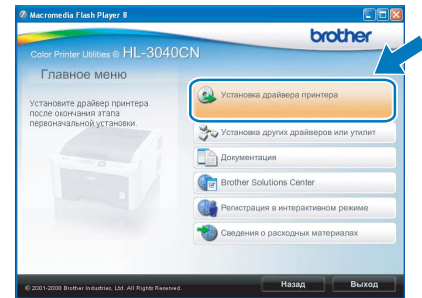 Macromedia Flash Player 8
brother
Color Printer Utilities ® HL-3040CN
Главное меню
Установите драйвер принтера
после окончания этапа
первоначальной установки.
Установка драйвера принтера
Установка других драйверов или утилит
Документация
Brother Solutions Center
Регистрация в интерактивном режиме
Сведения о расходных материалах
© 2001-2008 Brother Industries, Ltd. All Rights Reserved.
Назад
Выход